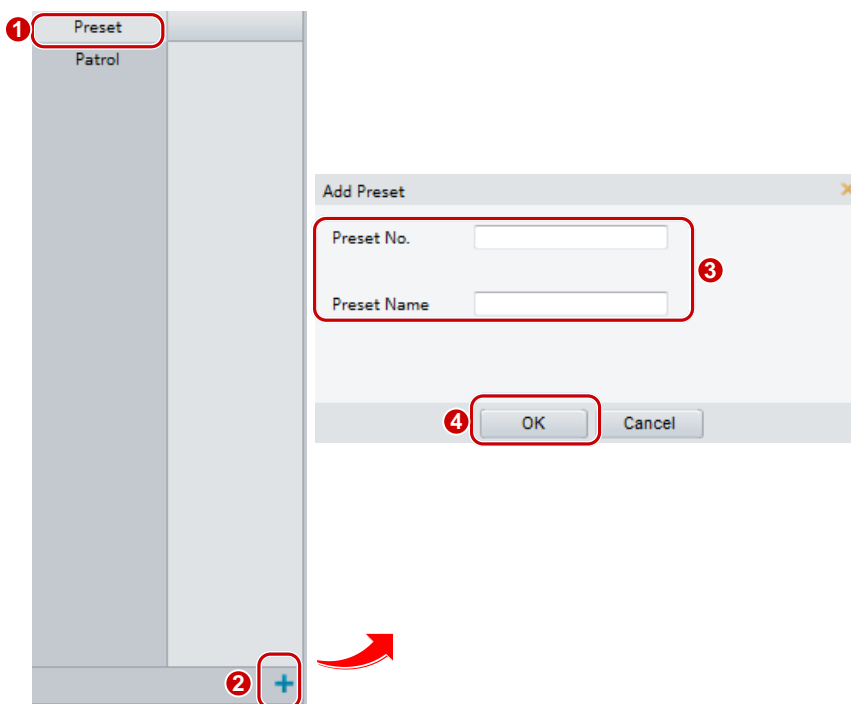 1
Preset
Patrol
Add Preset
Preset No.
3
Preset Name
4
OK
Cancel
2